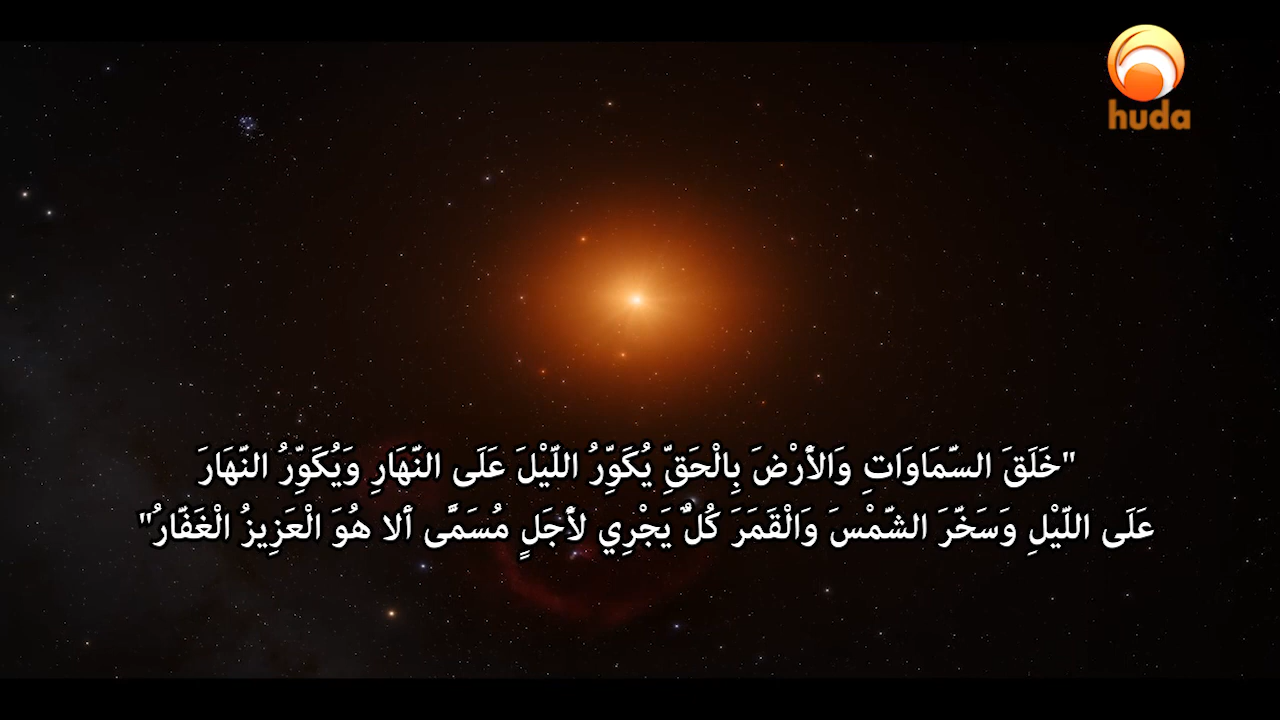 huda
"خَلَقَ السّمَاوَاتِ وَالأَرْضَ بِالْحَقِّ يُكَوِّرُ اللّيْلَ عَلَى النّهَارِ وَيُكَوِّرُ النّهَارَ
عَلَى اللّيْلِ وَسَخّرَ الشّمْسَ وَالْقَمَرَ كُلٌ يَجْرِي لأَجَلٍ مُسَمًّى ألا هُوَ الْعَزِيزُ الْغَفّارُ"